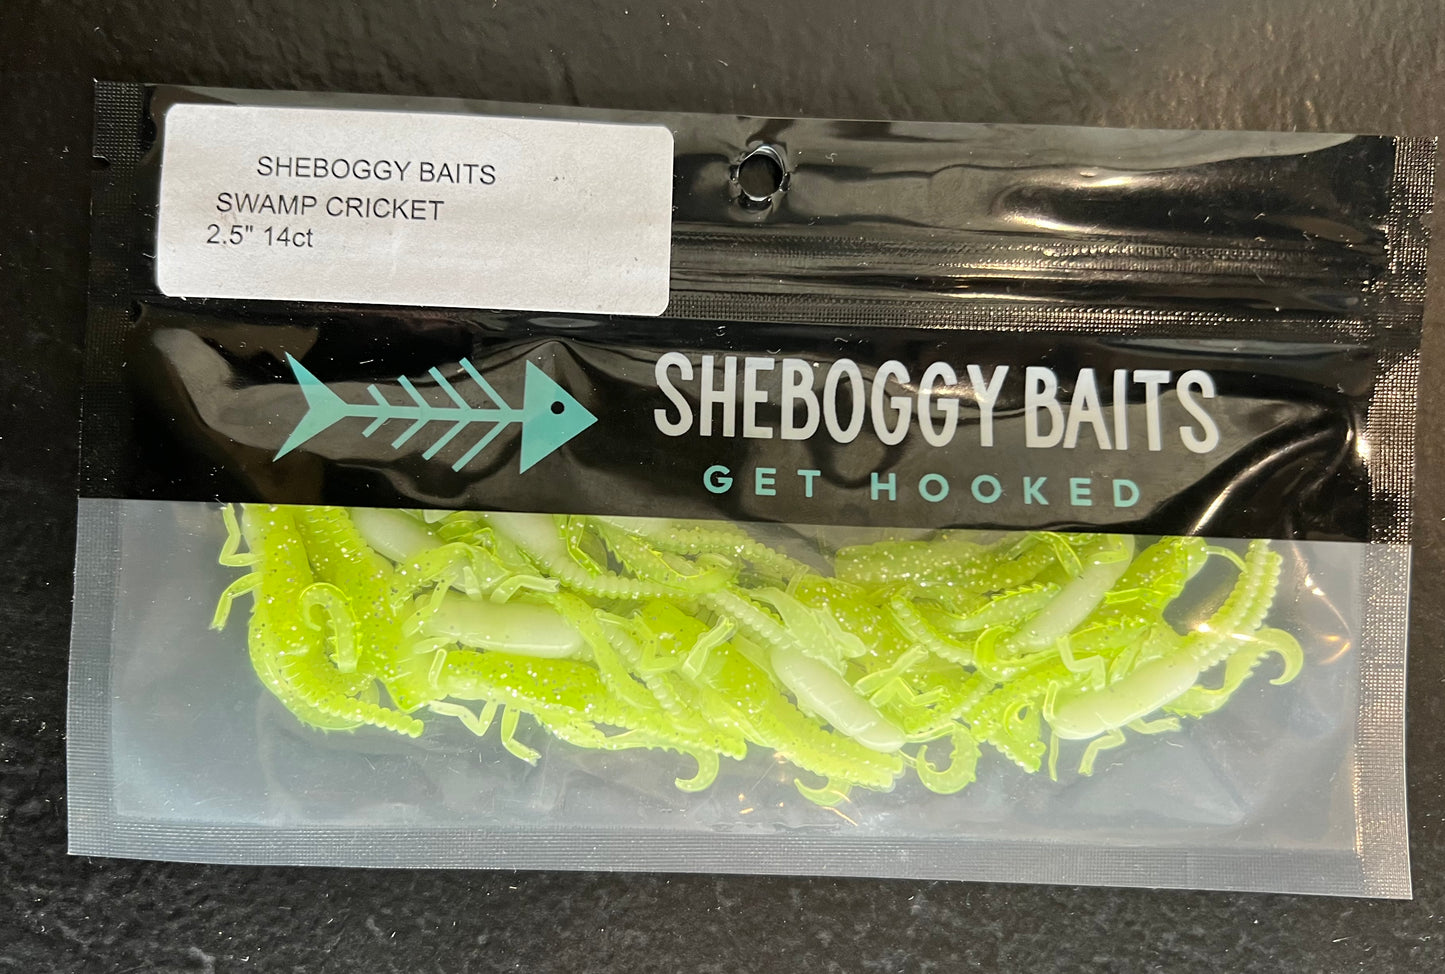 SHEBOGGY BAITS
SWAMP CRICKET
2.5" 14ct
SHEBOGGY BAITS
GET HOOKED